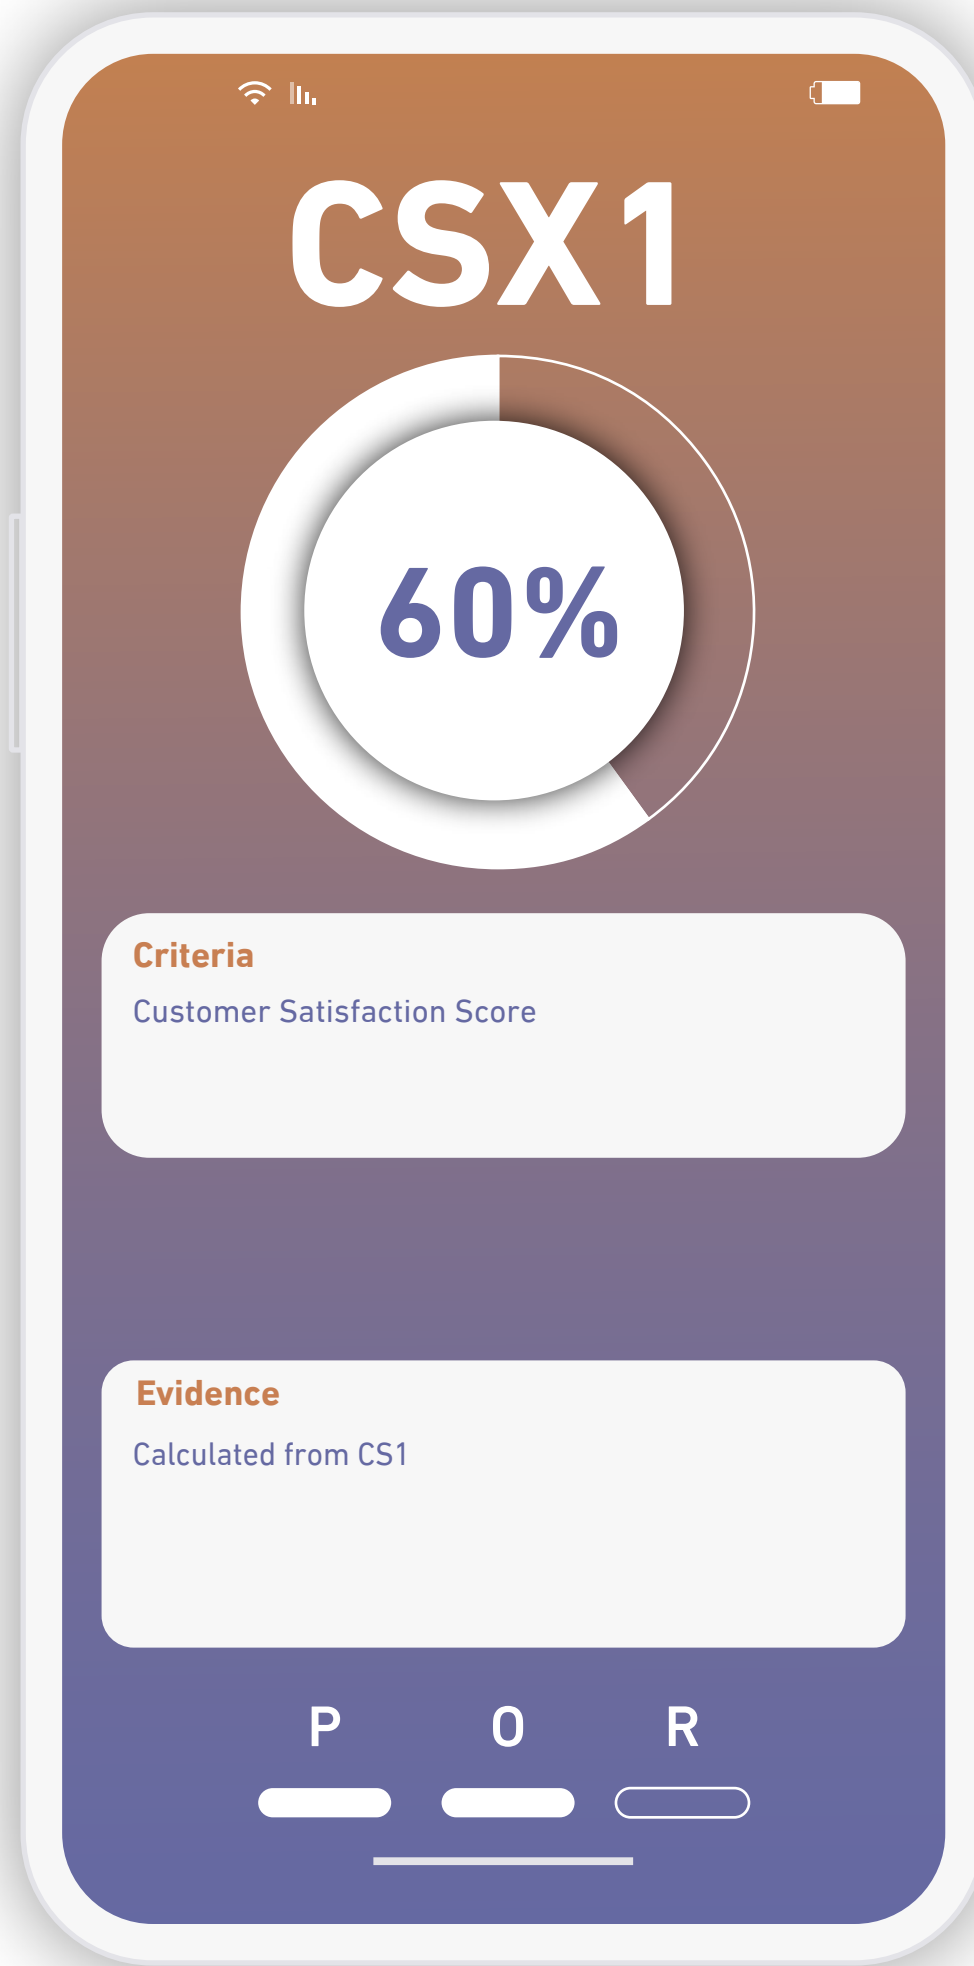 CSX1
60%
Criteria
Customer Satisfaction Score
Evidence
Calculated from CS1
P O R